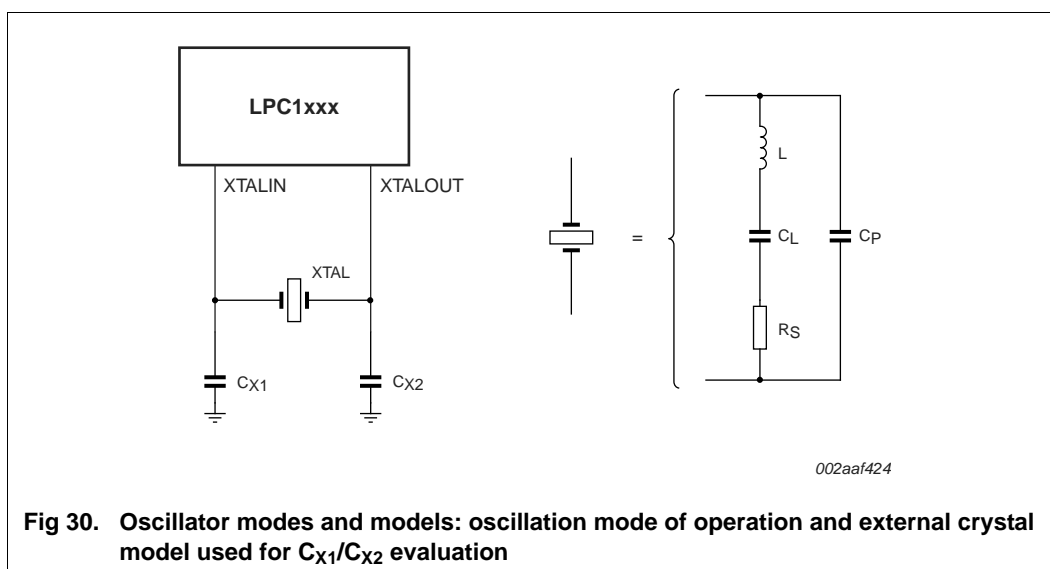 LPC1xxx
XTALIN XTALOUT
XTAL
CX1 CX2
=
L
CL CP
RS
002aaf424
Fig 30. Oscillator modes and models: oscillation mode of operation and external crystal
model used for CX1/CX2 evaluation